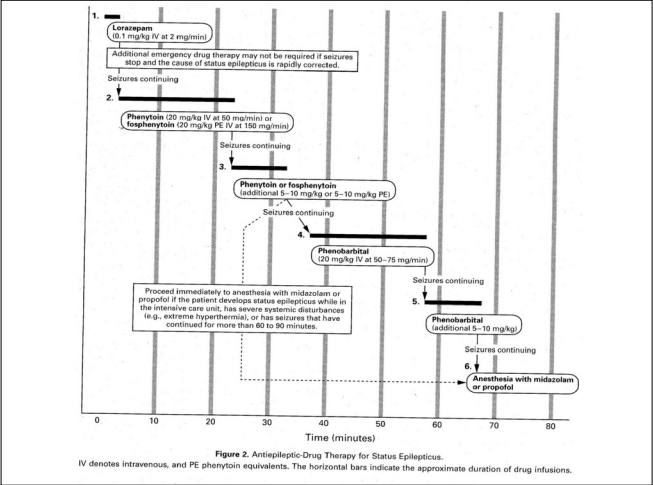 1.
Lorazepam
(0.1 mg/kg IV at 2 mg/min)
Additional emergency drug therapy may not be required if seizures
stop and the cause of status epilepticus is rapidly corrected.
Seizures continuing
2.
Phenytoin (20 mg/kg IV at 50 mg/min) or
fosphenytoin (20 mg/kg PE IV at 150 mg/min)
Seizures continuing
3.
Phenytoin or fosphenytoin
(additional 5–10 mg/kg or 5–10 mg/kg PE)
Seizures continuing
4.
Phenobarbital
(20 mg/kg IV at 50–75 mg/min)
Seizures continuing
5.
Phenobarbital
(additional 5–10 mg/kg)
Proceed immediately to anesthesia with midazolam or
propofol if the patient develops status epilepticus while in
the intensive care unit, has severe systemic disturbances
(e.g., extreme hyperthermia), or has seizures that have
continued for more than 60 to 90 minutes.
Seizures continuing
6.
Anesthesia with midazolam
or propofol
0 10 20 30 40 50 60 70 80
Time (minutes)
Figure 2. Antiepileptic-Drug Therapy for Status Epilepticus.
IV denotes intravenous, and PE phenytoin equivalents. The horizontal bars indicate the approximate duration of drug infusions.